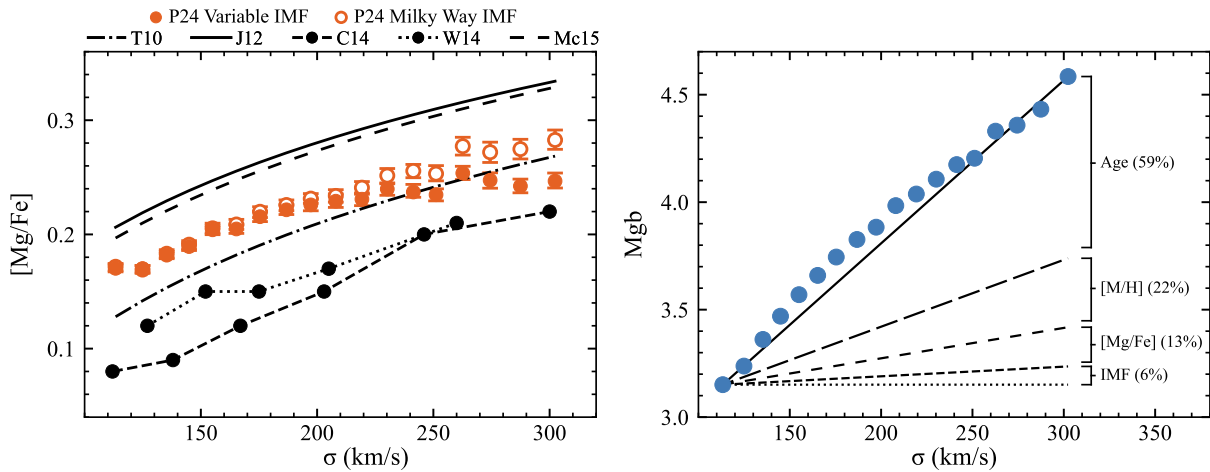 P24 Variable IMF P24 Milky Way IMF
T10 J12 C14 W14 Mc15
[Mg/Fe]
0.3
0.2
0.1
150 200 250 300
σ (km/s)
Mgb
4.5
4.0
3.5
3.0
Age (59%)
[M/H] (22%)
[Mg/Fe] (13%)
IMF (6%)
150 200 250 300 350
σ (km/s)